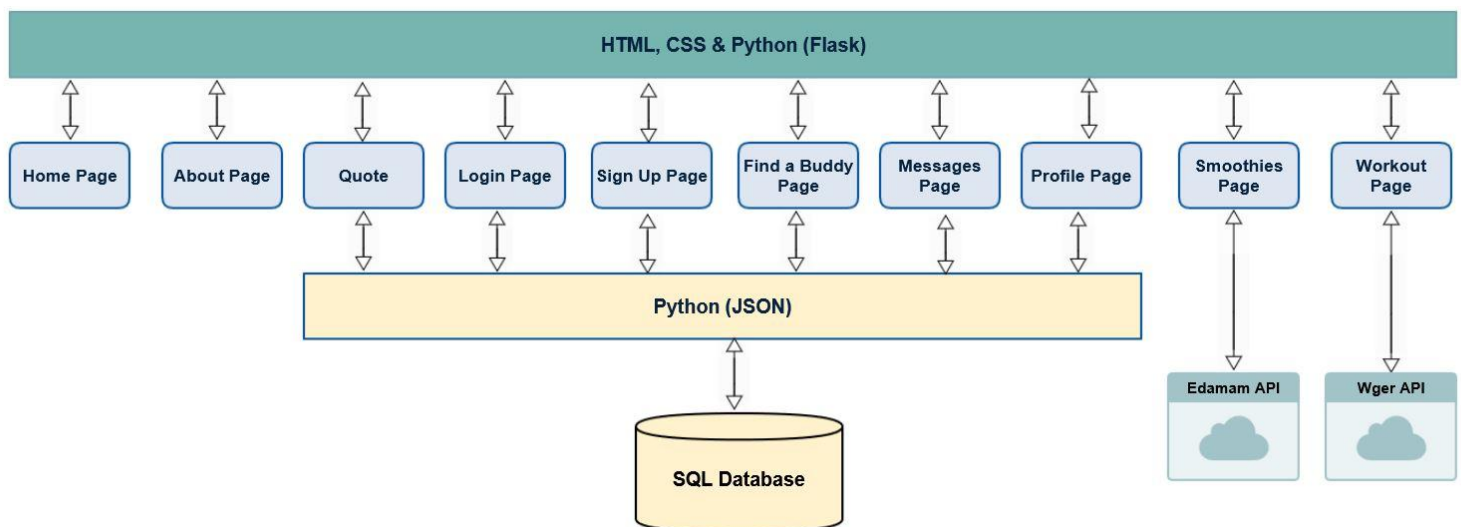 HTML, CSS & Python (Flask)
Home Page
About Page
Quote
Login Page
Sign Up Page
Find a Buddy
Page
Messages
Page
Profile Page
Smoothies
Page
Workout
Page
Python (JSON)
Edamam API
Wger API
SQL Database